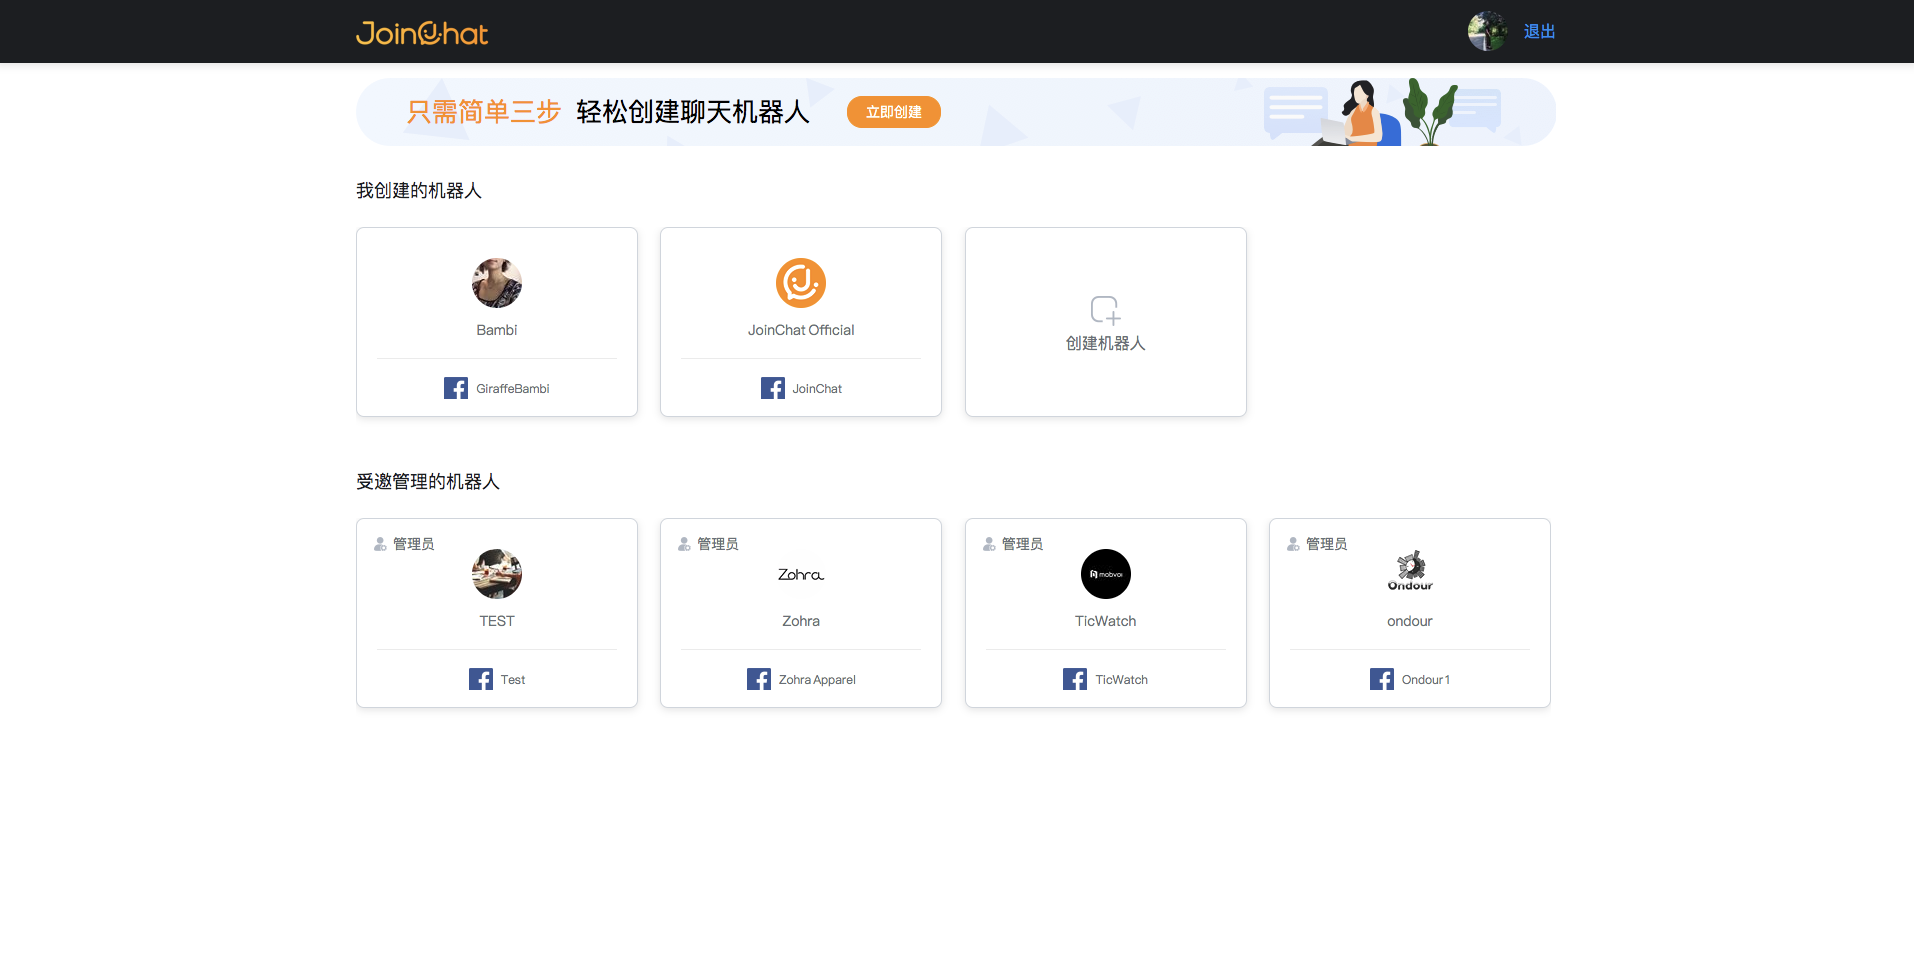 JoinChat
退出
只需简单三步 轻松创建聊天机器人 立即创建
我创建的机器人
Bambi
GiraffeBambi
JoinChat Official
JoinChat
创建机器人
受邀管理的机器人
管理员
TEST
Test
管理员
Zohra
Zohra
Zohra Apparel
管理员
mobvoi
TicWatch
TicWatch
管理员
Ondour
ondour
Ondour1